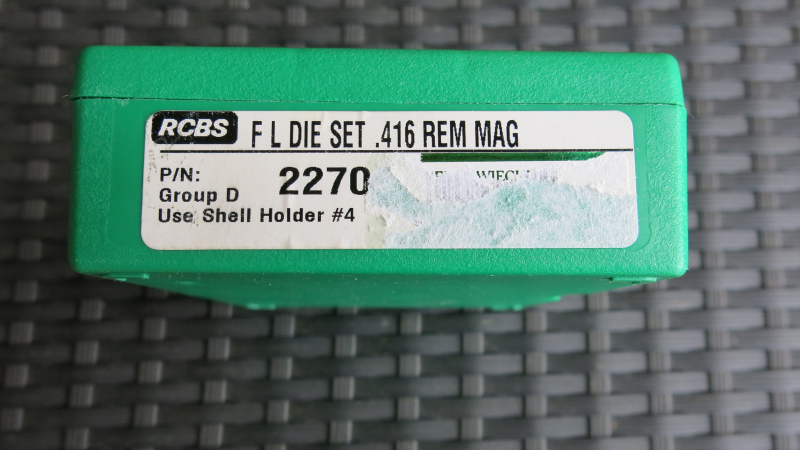 RCBS F L DIE SET .416 REM MAG
P/N: 2270
Group D
Use Shell Holder #4